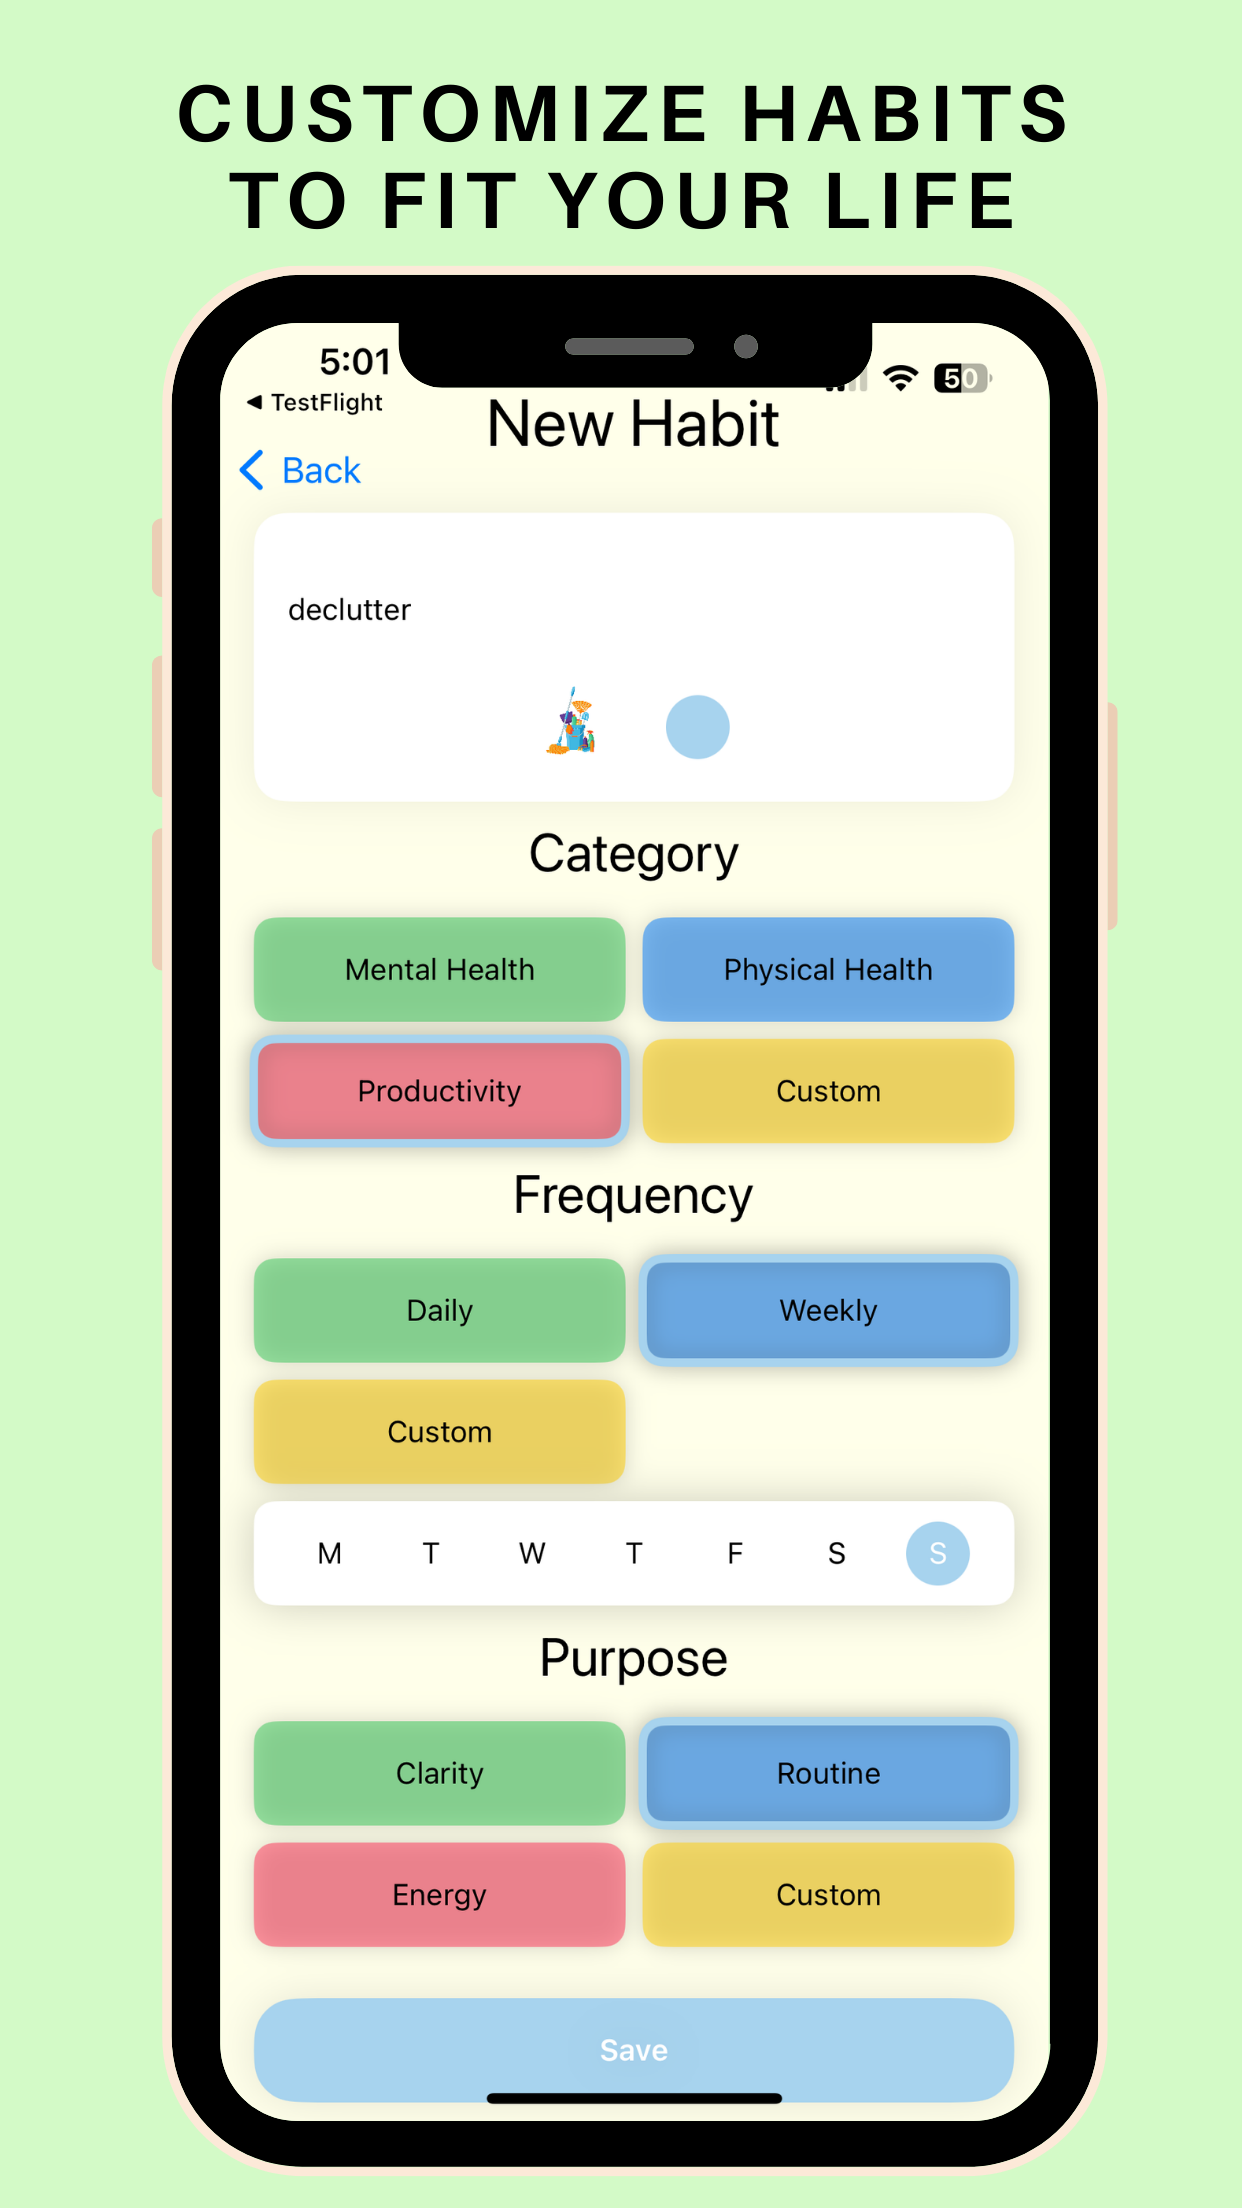 CUSTOMIZE HABITS
TO FIT YOUR LIFE
5:01
50
◀ TestFlight
New Habit
Back
declutter
Category
Mental Health
Physical Health
Productivity
Custom
Frequency
Daily
Weekly
Custom
M T W T F S S
Purpose
Clarity
Routine
Energy
Custom
Save